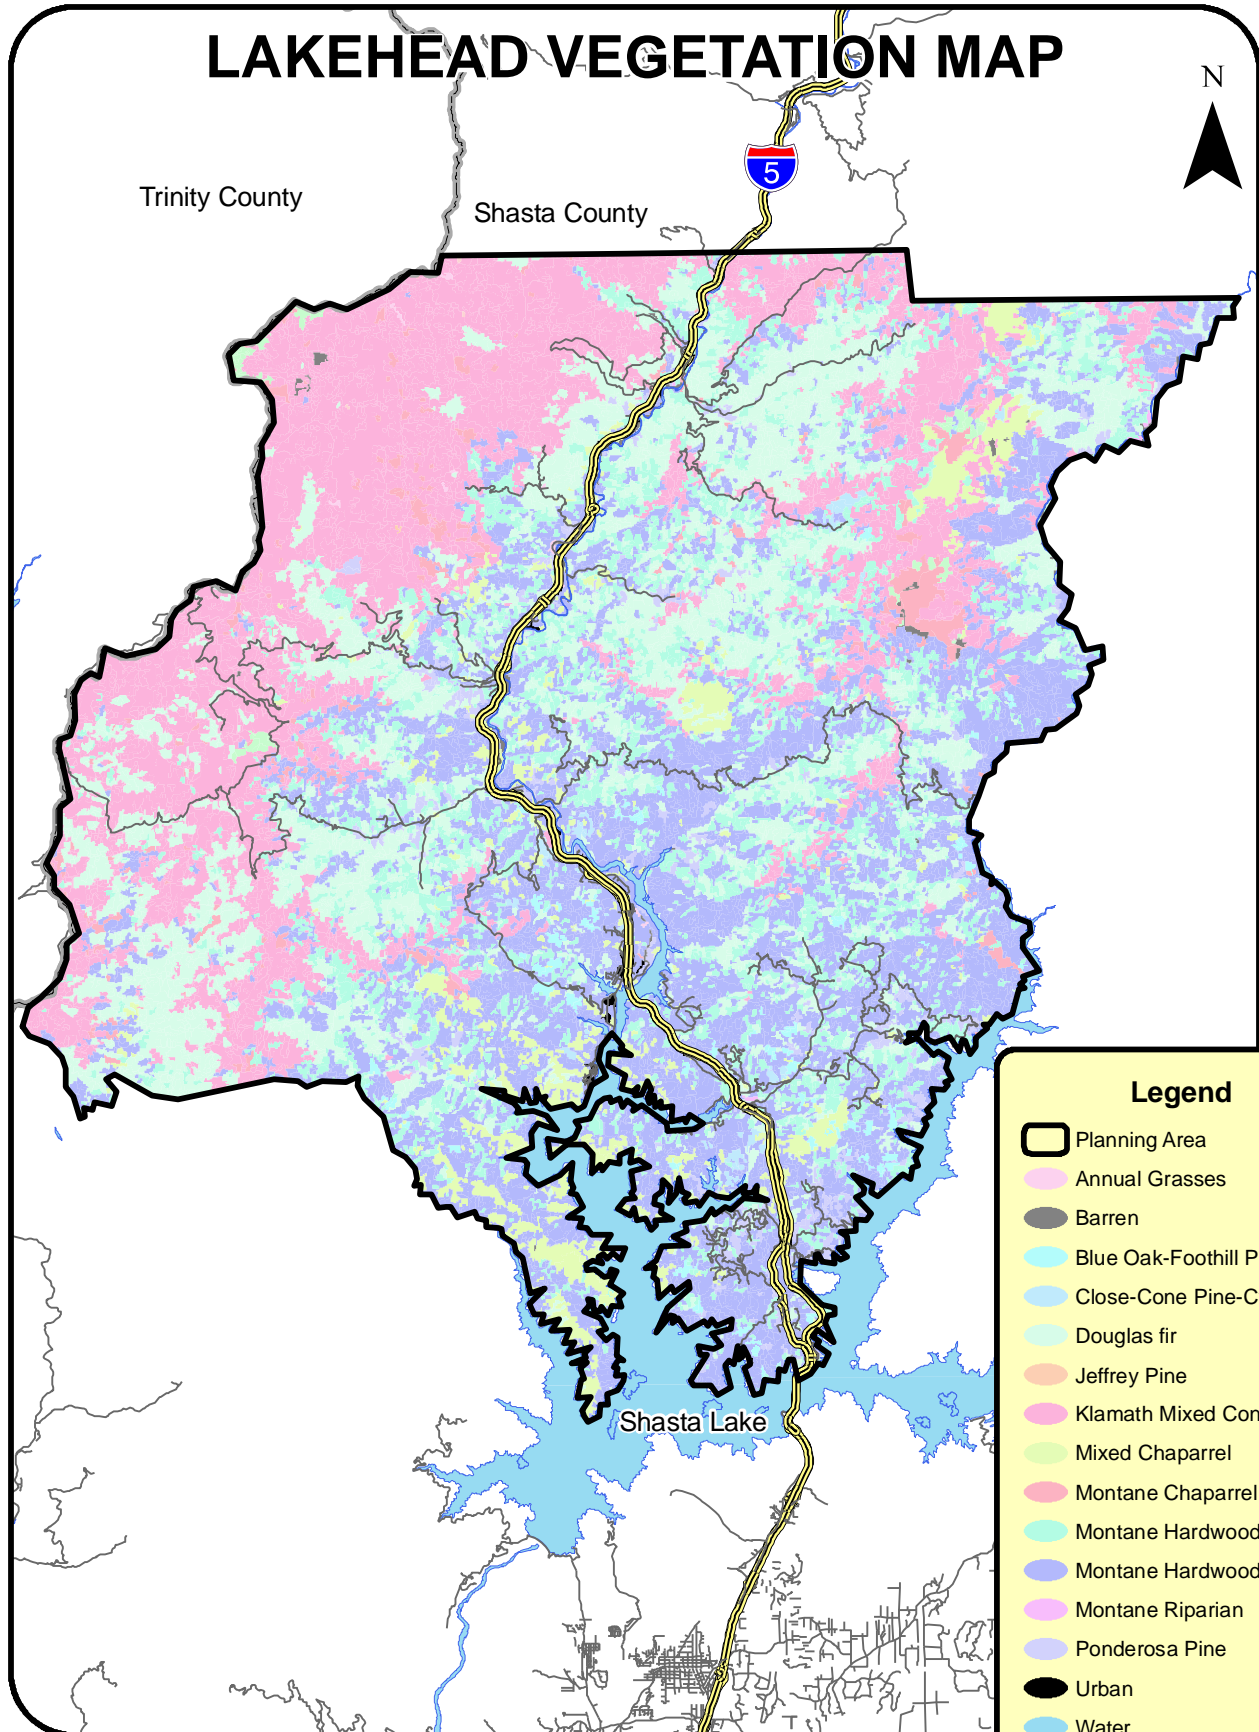 LAKEHEAD VEGETATION MAP
N
5
Trinity County
Shasta County
Legend
Planning Area
Annual Grasses
Barren
Blue Oak-Foothill P
Close-Cone Pine-C
Douglas fir
Jeffrey Pine
Klamath Mixed Con
Mixed Chaparrel
Montane Chaparrel
Montane Hardwood
Montane Hardwood
Montane Riparian
Ponderosa Pine
Urban
Water
Shasta Lake